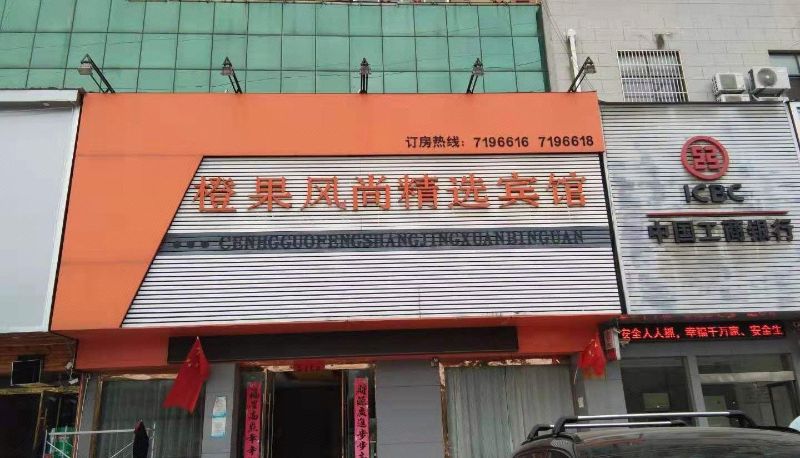 订房热线：7196616 7196618
橙果风尚精选宾馆
CENHGGUOFENGSHANGJINGXUANBINGUAN
ICBC
中国工商银行
安全人人抓，幸福千万家、安全生